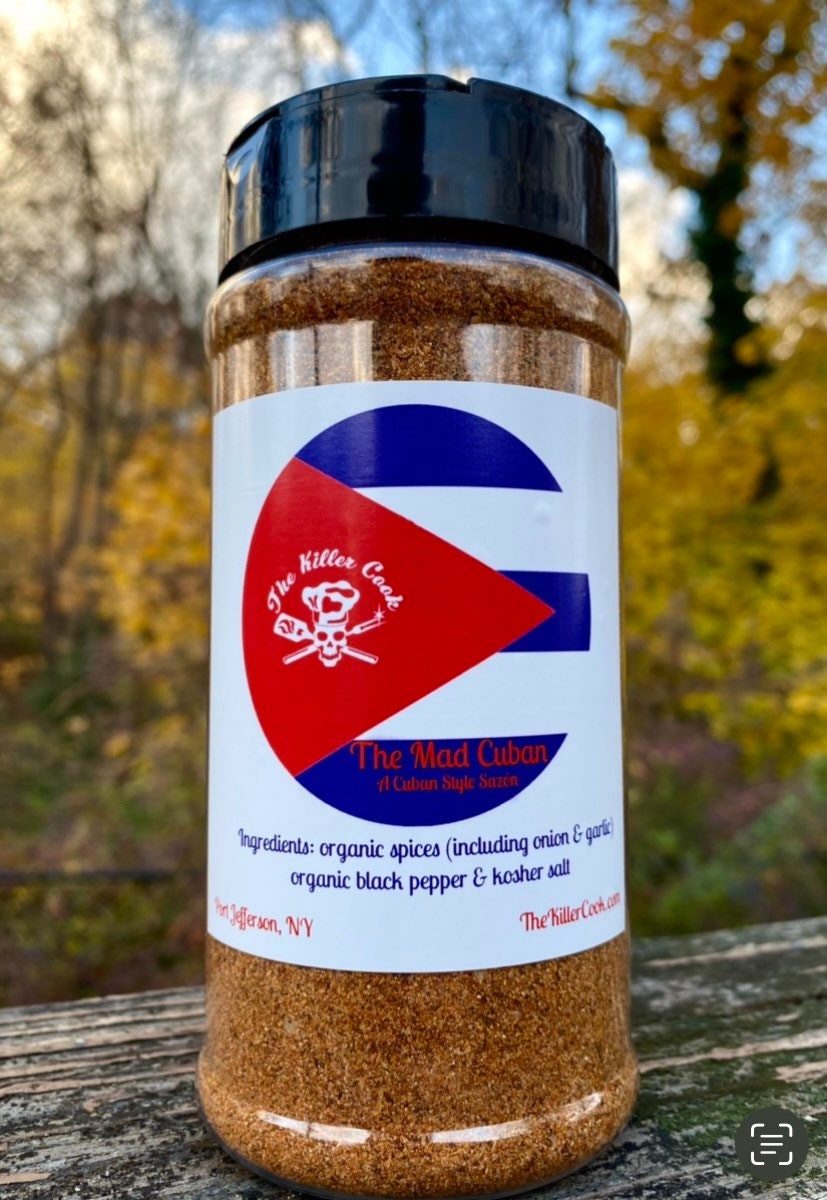 The Killer Cook
The Mad Cuban
A Cuban Style Sazón
Ingredients: organic spices (including onion & garlic)
organic black pepper & kosher salt
Port Jefferson, NY
TheKillerCook.com